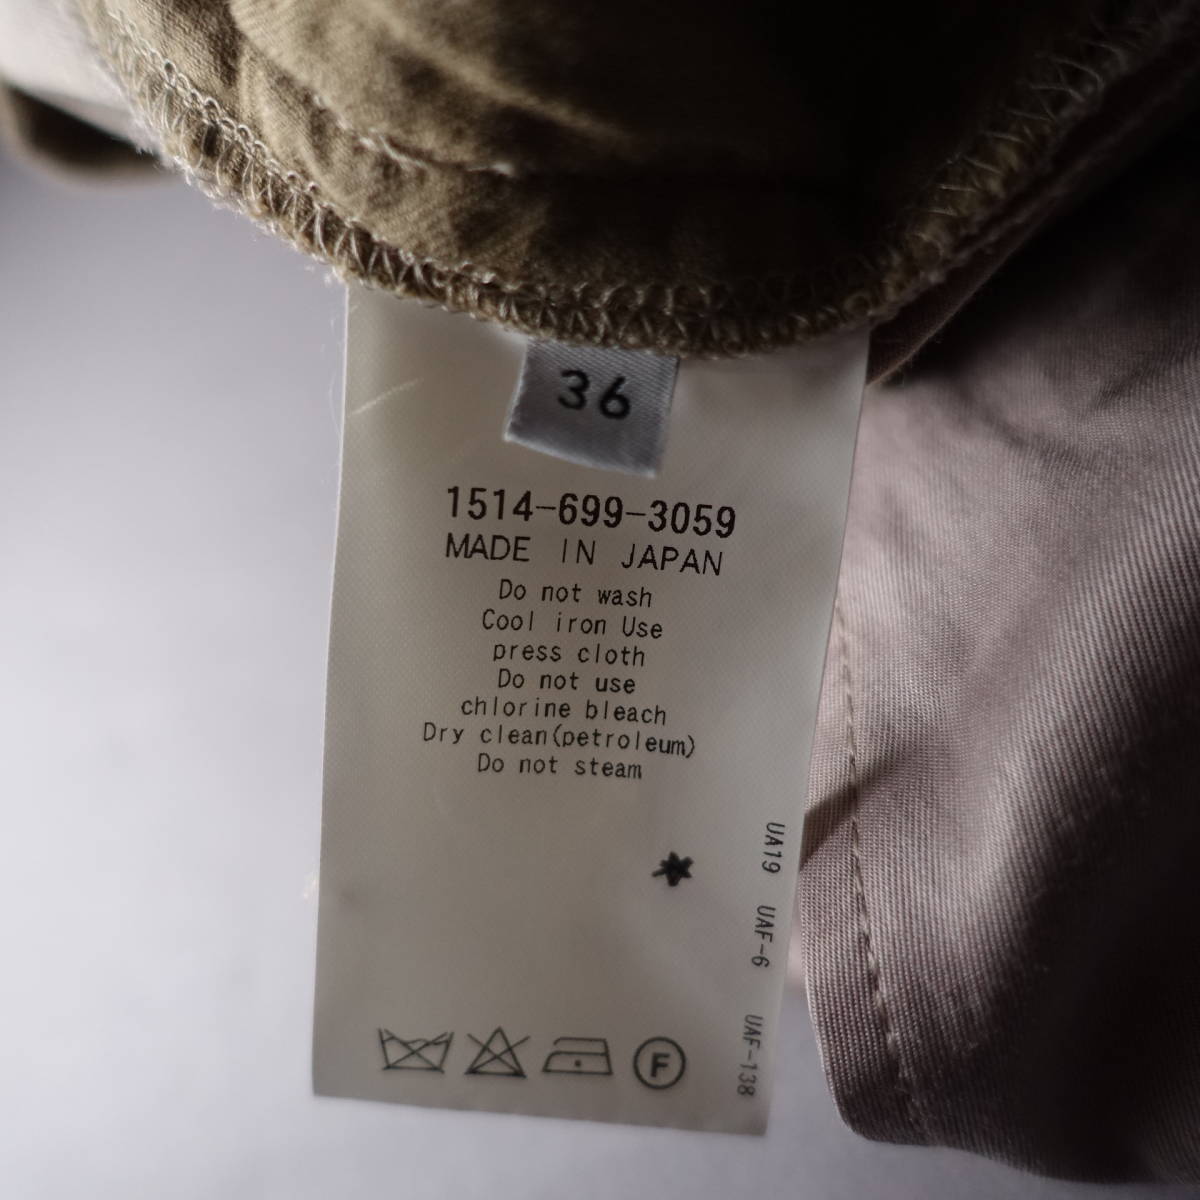 36
1514-699-3059
MADE IN JAPAN
Do not wash
Cool iron Use
press cloth
Do not use
chlorine bleach
Dry clean(petroleum)
Do not steam
UA19 UAF-6 UAF-138
F